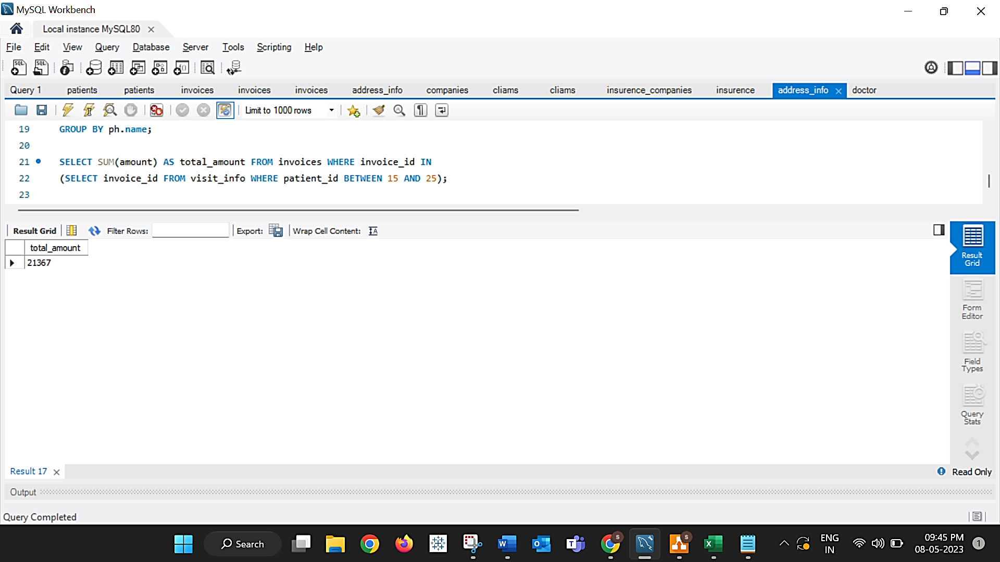 MySQL Workbench
Local instance MySQL80
File Edit View Query Database Server Tools Scripting Help
Query 1 patients patients invoices invoices invoices address_info companies cliams cliams insurence_companies insurence address_info doctor
Limit to 1000 rows
19 GROUP BY ph.name;
20
21 SELECT SUM(amount) AS total_amount FROM invoices WHERE invoice_id IN
22 (SELECT invoice_id FROM visit_info WHERE patient_id BETWEEN 15 AND 25);
23
Result Grid Filter Rows: Export: Wrap Cell Content:
total_amount
21367
Result
Grid
Form
Editor
Field
Types
Query
Stats
Result 17 Read Only
Output
Query Completed
Search
ENG
IN
09:45 PM
08-05-2023
1